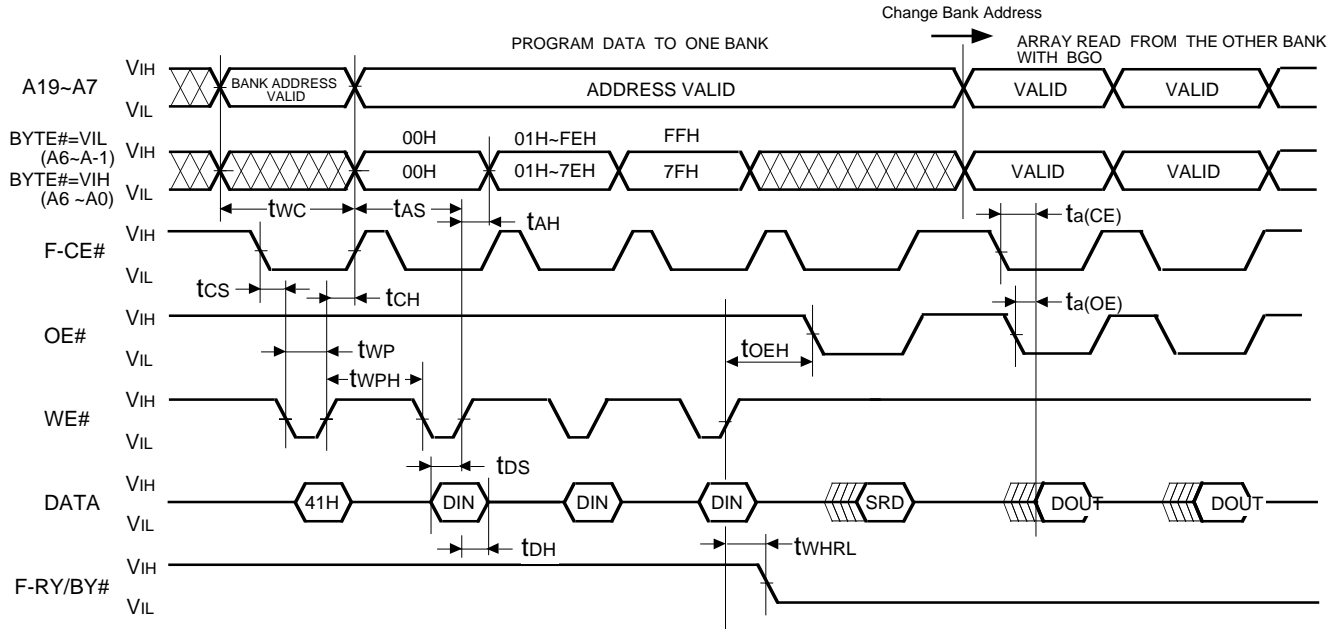 Change Bank Address
PROGRAM DATA TO ONE BANK
ARRAY READ FROM THE OTHER BANK
WITH BGO
A19~A7
VIH
VIL
BANK ADDRESS
VALID
ADDRESS VALID
VALID
VALID
BYTE#=VIL
(A6~A-1)
BYTE#=VIH
(A6 ~A0)
VIH
VIL
00H
01H~FEH
FFH
00H
01H~7EH
7FH
VALID
VALID
tWC
tAS
tAH
ta(CE)
F-CE#
VIH
VIL
tCS
tCH
ta(OE)
OE#
VIH
VIL
tWP
tOEH
tWPH
WE#
VIH
VIL
tDS
DATA
VIH
VIL
41H
DIN
DIN
DIN
SRD
DOUT
DOUT
tDH
tWHRL
F-RY/BY#
VIH
VIL